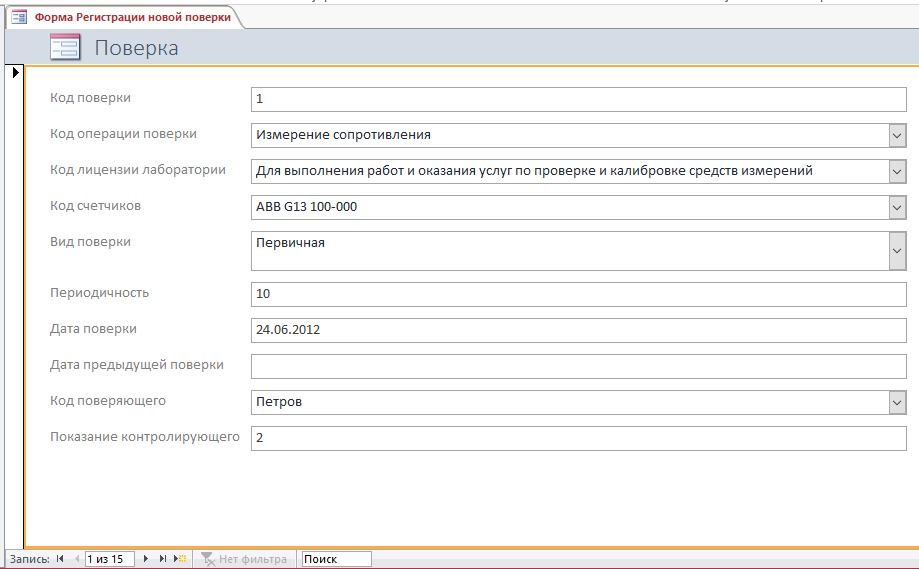 Форма Регистрации новой поверки
Поверка
Код поверки 1
Код операции поверки Измерение сопротивления
Код лицензии лаборатории Для выполнения работ и оказания услуг по проверке и калибровке средств измерений
Код счетчиков ABB G13 100-000
Вид поверки Первичная
Периодичность 10
Дата поверки 24.06.2012
Дата предыдущей поверки
Код поверяющего Петров
Показание контролирующего 2
Запись: 1 из 15 Нет фильтра Поиск